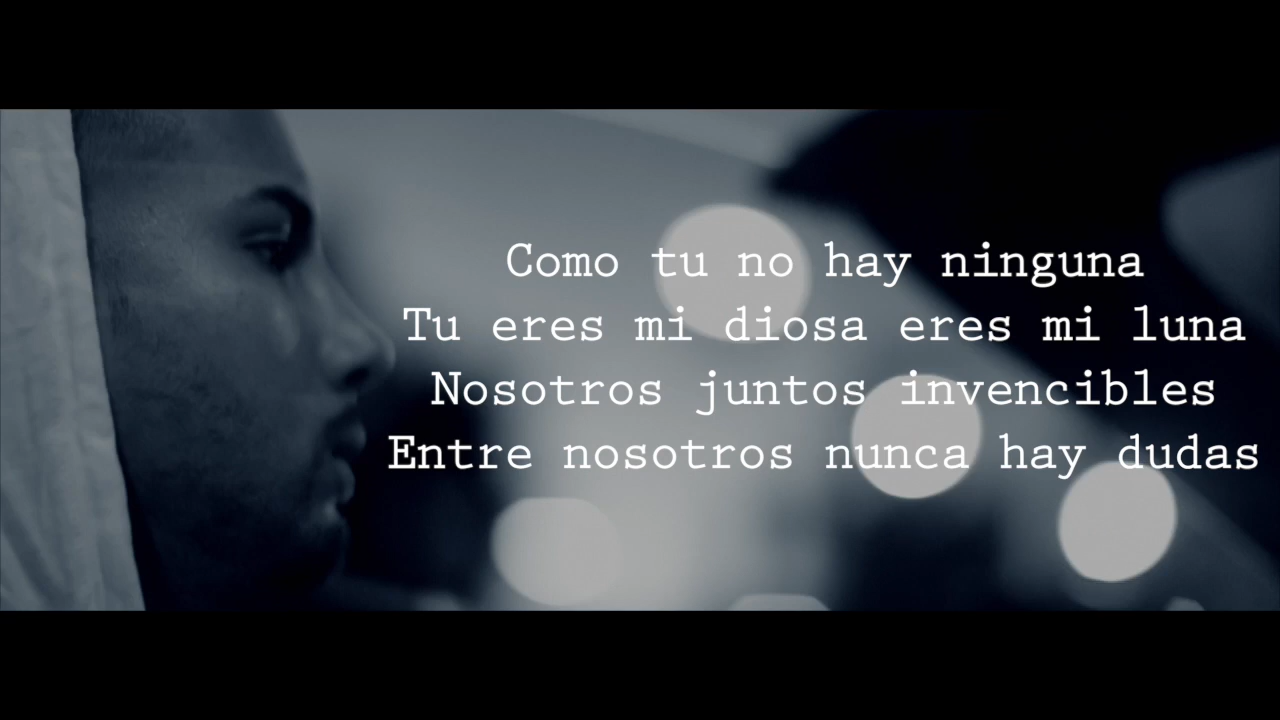 Como tu no hay ninguna
Tu eres mi diosa eres mi luna
Nosotros juntos invencibles
Entre nosotros nunca hay dudas